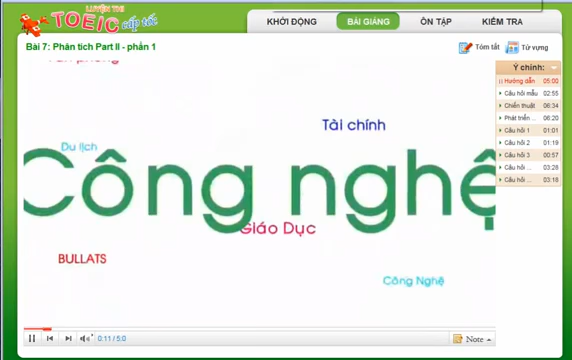 LUYỆN THI
TOEIC cấp tốc
KHỞI ĐỘNG
BÀI GIẢNG
ÔN TẬP
KIỂM TRA
Bài 7: Phân tích Part II - phần 1
Tóm tắt
Từ vựng
Tài chính
Du lịch
Công nghệ
Giáo Dục
BULLATS
Công Nghệ
Ý chính:
Hướng dẫn 05:00
Câu hỏi mẫu 02:55
Chiến thuật 06:34
Phát triển ... 06:20
Câu hỏi 1 01:01
Câu hỏi 2 01:19
Câu hỏi 3 00:57
Câu hỏi ... 03:28
Câu hỏi ... 03:16
0:11 / 5:0
Note